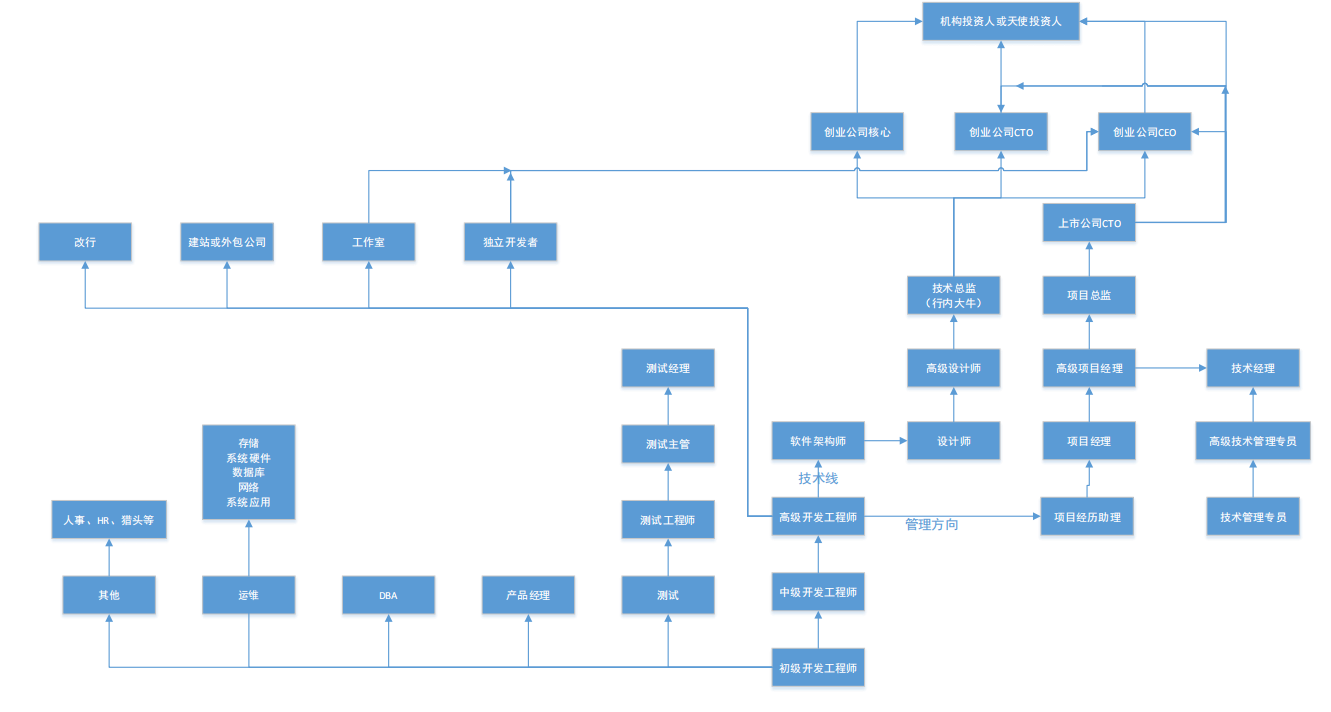 机构投资人或天使投资人
创业公司核心
创业公司CTO
创业公司CEO
上市公司CTO
改行
建站或外包公司
工作室
独立开发者
技术总监
（行内大牛）
项目总监
测试经理
高级设计师
高级项目经理
技术经理
存储
系统硬件
数据库
网络
系统应用
测试主管
软件架构师
设计师
项目经理
高级技术管理专员
技术线
人事、HR、猎头等
测试工程师
高级开发工程师
管理方向
项目经历助理
技术管理专员
其他
运维
DBA
产品经理
测试
中级开发工程师
初级开发工程师